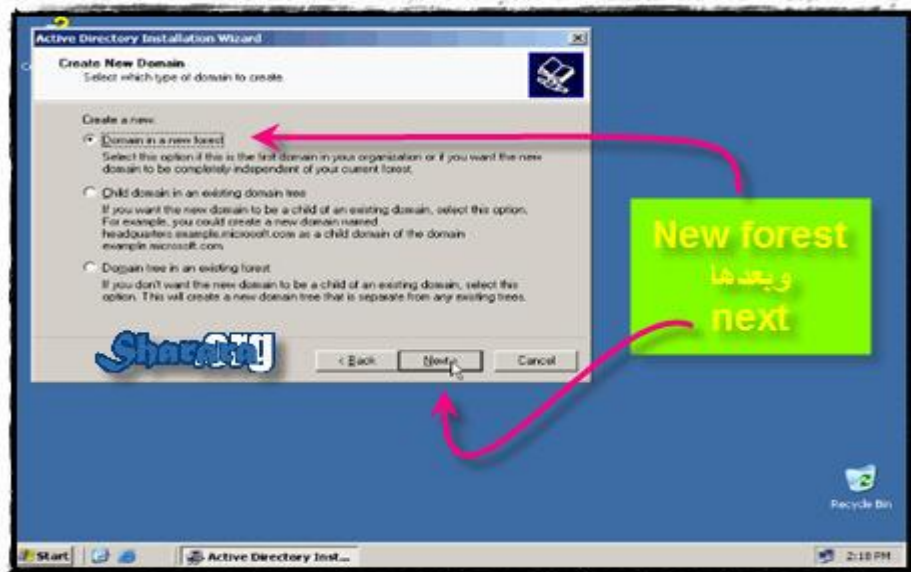 Active Directory Installation Wizard
Create New Domain
Select which type of domain to create.
Create a new:
Domain in a new forest
Select this option if this is the first domain in your organization or if you want the new
domain to be completely independent of your current forest.
Child domain in an existing domain tree
If you want the new domain to be a child of an existing domain, select this option.
For example, you could create a new domain named
headquarters.example.microsoft.com as a child domain of the domain
example.microsoft.com.
Domain tree in an existing forest
If you don't want the new domain to be a child of an existing domain, select this
option. This will create a new domain tree that is separate from any existing trees.
< Back
Next >
Cancel
New forest
وبعدها
next
Recycle Bin
Start
Active Directory Inst...
2:18 PM